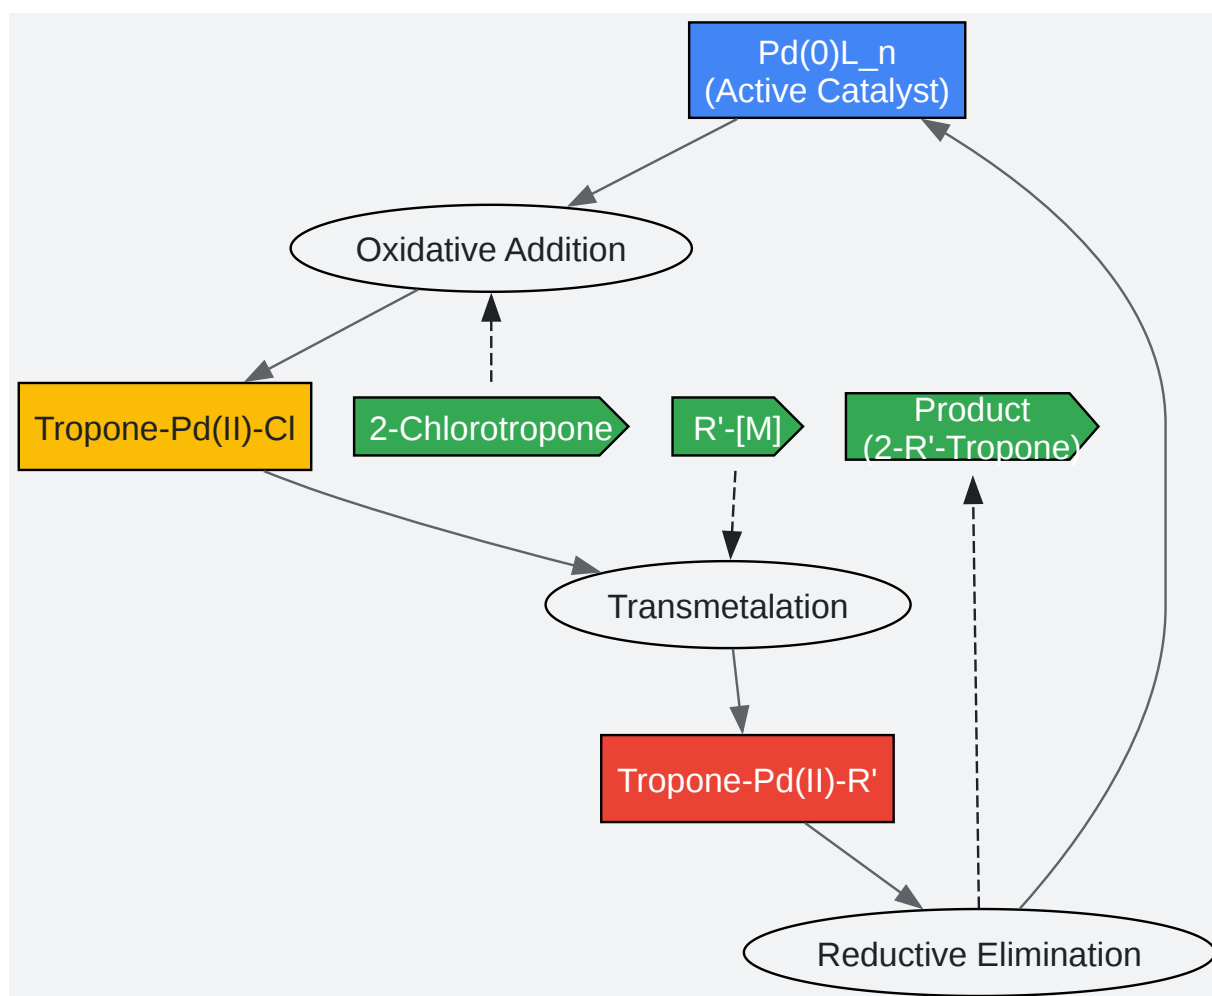 Pd(0)L_n
(Active Catalyst)
Oxidative Addition
Tropone-Pd(II)-Cl
2-Chlorotropone
R'-[M]
Product
(2-R'-Tropone)
Transmetalation
Tropone-Pd(II)-R'
Reductive Elimination